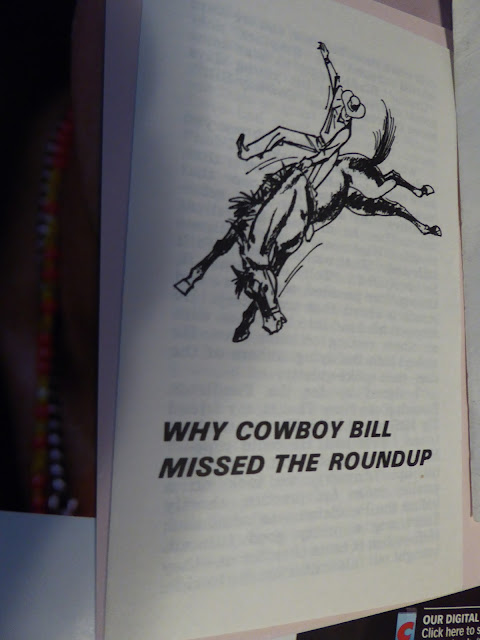 WHY COWBOY BILL
MISSED THE ROUNDUP
OUR DIGITAL
Click here to s